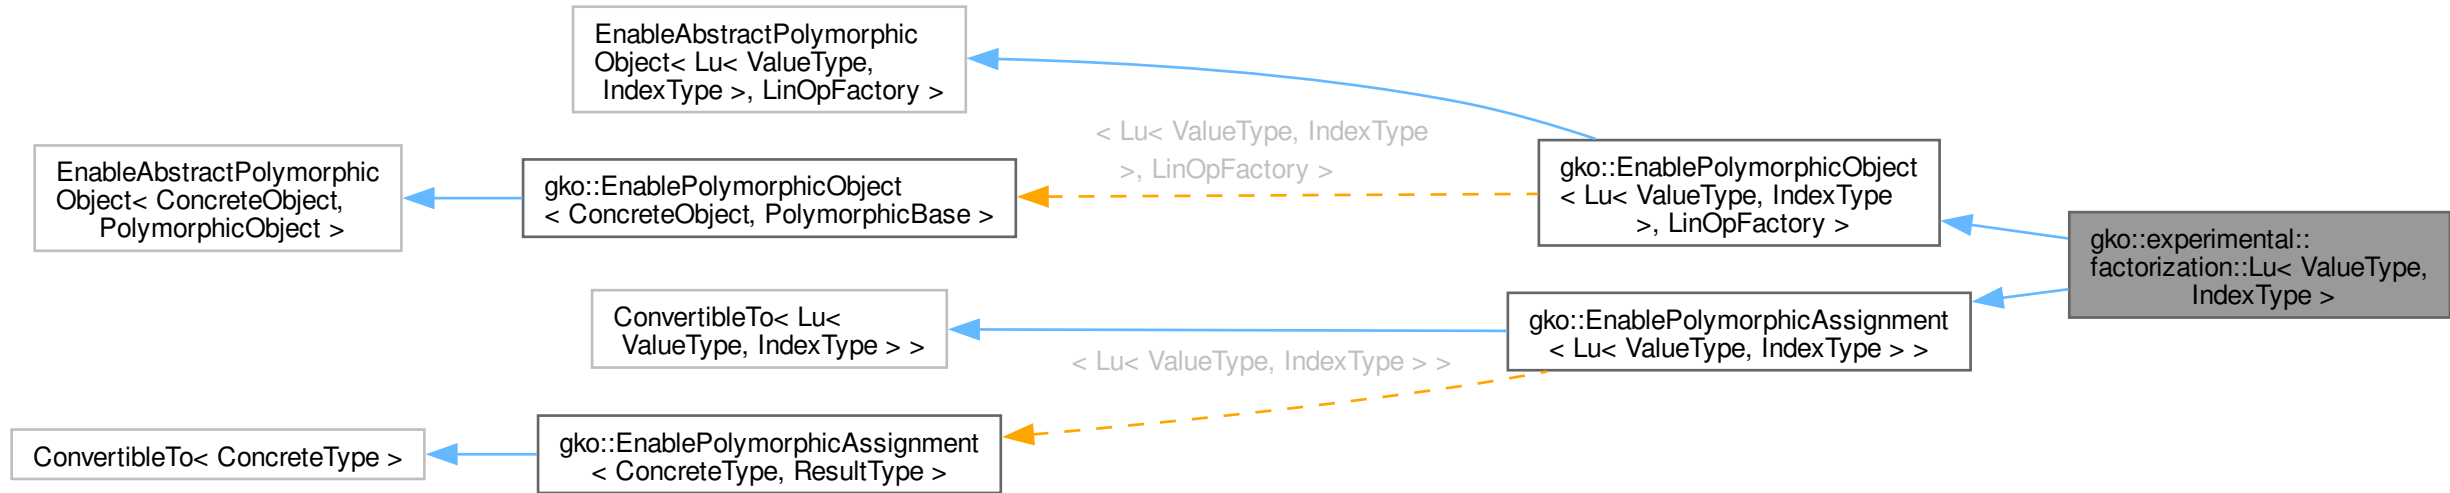 EnableAbstractPolymorphic
Object< Lu< ValueType,
IndexType >, LinOpFactory >
< Lu< ValueType, IndexType
>, LinOpFactory >
EnableAbstractPolymorphic
Object< ConcreteObject,
PolymorphicObject >
gko::EnablePolymorphicObject
< ConcreteObject, PolymorphicBase >
gko::EnablePolymorphicObject
< Lu< ValueType, IndexType
>, LinOpFactory >
gko::experimental::
factorization::Lu< ValueType,
IndexType >
ConvertibleTo< Lu<
ValueType, IndexType > >
gko::EnablePolymorphicAssignment
< Lu< ValueType, IndexType > >
< Lu< ValueType, IndexType > >
ConvertibleTo< ConcreteType >
gko::EnablePolymorphicAssignment
< ConcreteType, ResultType >